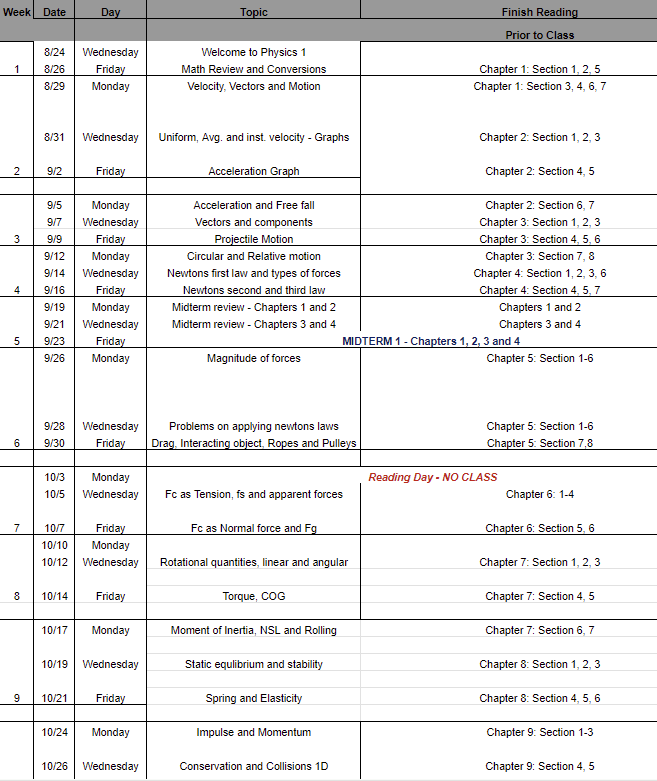 Week Date Day Topic Finish Reading
Prior to Class
8/24 Wednesday Welcome to Physics 1
1 8/26 Friday Math Review and Conversions Chapter 1: Section 1, 2, 5
8/29 Monday Velocity, Vectors and Motion Chapter 1: Section 3, 4, 6, 7
8/31 Wednesday Uniform, Avg. and inst. velocity - Graphs Chapter 2: Section 1, 2, 3
2 9/2 Friday Acceleration Graph Chapter 2: Section 4, 5
9/5 Monday Acceleration and Free fall Chapter 2: Section 6, 7
9/7 Wednesday Vectors and components Chapter 3: Section 1, 2, 3
3 9/9 Friday Projectile Motion Chapter 3: Section 4, 5, 6
9/12 Monday Circular and Relative motion Chapter 3: Section 7, 8
9/14 Wednesday Newtons first law and types of forces Chapter 4: Section 1, 2, 3, 6
4 9/16 Friday Newtons second and third law Chapter 4: Section 4, 5, 7
9/19 Monday Midterm review - Chapters 1 and 2 Chapters 1 and 2
9/21 Wednesday Midterm review - Chapters 3 and 4 Chapters 3 and 4
5 9/23 Friday MIDTERM 1 - Chapters 1, 2, 3 and 4
9/26 Monday Magnitude of forces Chapter 5: Section 1-6
9/28 Wednesday Problems on applying newtons laws Chapter 5: Section 1-6
6 9/30 Friday Drag, Interacting object, Ropes and Pulleys Chapter 5: Section 7,8
10/3 Monday Reading Day - NO CLASS
10/5 Wednesday Fc as Tension, fs and apparent forces Chapter 6: 1-4
7 10/7 Friday Fc as Normal force and Fg Chapter 6: Section 5, 6
10/10 Monday
10/12 Wednesday Rotational quantities, linear and angular Chapter 7: Section 1, 2, 3
8 10/14 Friday Torque, COG Chapter 7: Section 4, 5
10/17 Monday Moment of Inertia, NSL and Rolling Chapter 7: Section 6, 7
10/19 Wednesday Static equlibrium and stability Chapter 8: Section 1, 2, 3
9 10/21 Friday Spring and Elasticity Chapter 8: Section 4, 5, 6
10/24 Monday Impulse and Momentum Chapter 9: Section 1-3
10/26 Wednesday Conservation and Collisions 1D Chapter 9: Section 4, 5